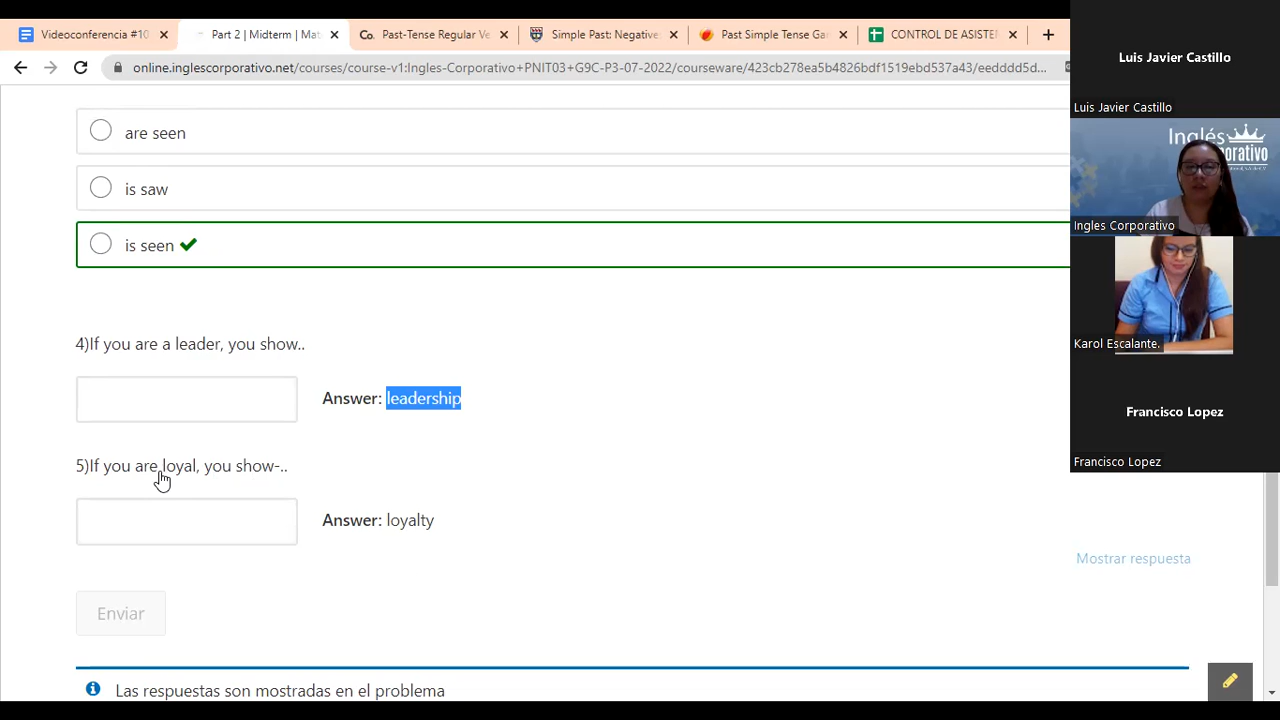 Videoconferencia #10
Part 2 | Midterm | Mat
Co. Past-Tense Regular Ve
Simple Past: Negative
Past Simple Tense Ga
CONTROL DE ASISTE
online.inglescorporativo.net/courses/course-v1:Ingles-Corporativo+PNIT03+G9C-P3-07-2022/courseware/423cb278ea5b4826bdf1519ebd537a43/eedddd5d...
are seen
is saw
is seen
4)If you are a leader, you show..
Answer: leadership
5)If you are loyal, you show-..
Answer: loyalty
Mostrar respuesta
Enviar
Las respuestas son mostradas en el problema
Luis Javier Castillo
Luis Javier Castillo
Inglés
Ingles Corporativo
Karol Escalante.
Francisco Lopez
Francisco Lopez